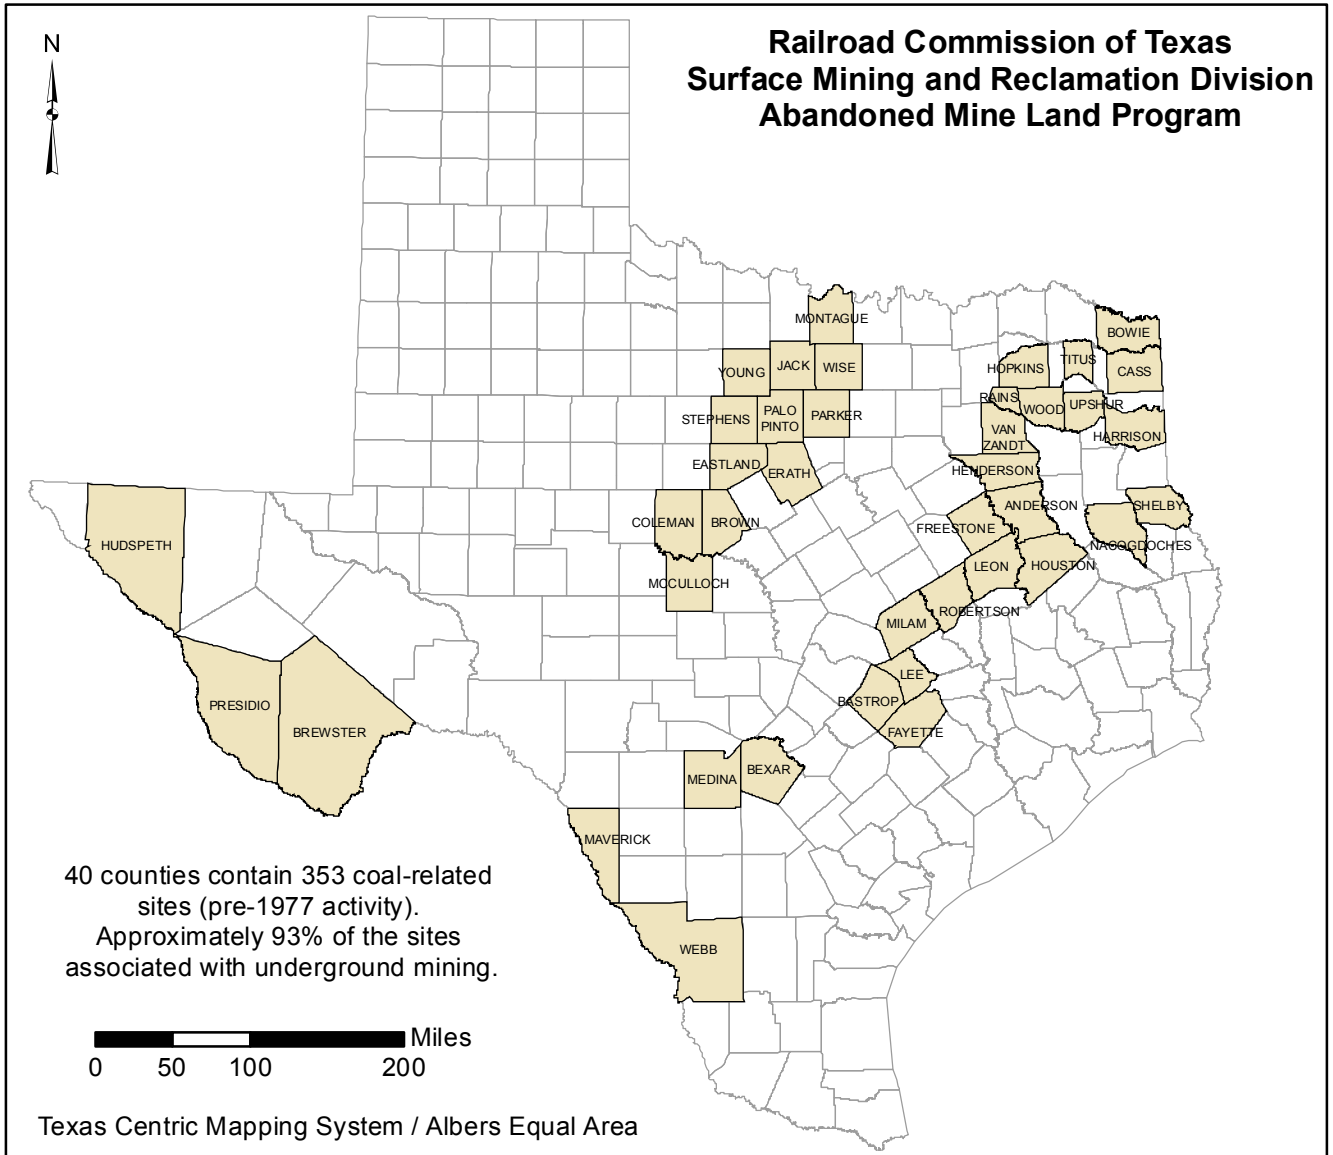 N
Railroad Commission of Texas
Surface Mining and Reclamation Division
Abandoned Mine Land Program
MONTAGUE
BOWIE
YOUNG
JACK
WISE
HOPKINS
TITUS
CASS
STEPHENS
PALO
PINTO
PARKER
RAINS
WOOD
UPSHUR
VAN
ZANDT
HARRISON
EASTLAND
ERATH
HENDERSON
COLEMAN
BROWN
ANDERSON
SHELBY
FREESTONE
NACOGDOCHES
HUDSPETH
LEON
HOUSTON
MCCULLOCH
ROBERTSON
MILAM
LEE
BASTROP
FAYETTE
PRESIDIO
BREWSTER
MEDINA
BEXAR
MAVERICK
WEBB
40 counties contain 353 coal-related
sites (pre-1977 activity).
Approximately 93% of the sites
associated with underground mining.
Miles
0 50 100 200
Texas Centric Mapping System / Albers Equal Area